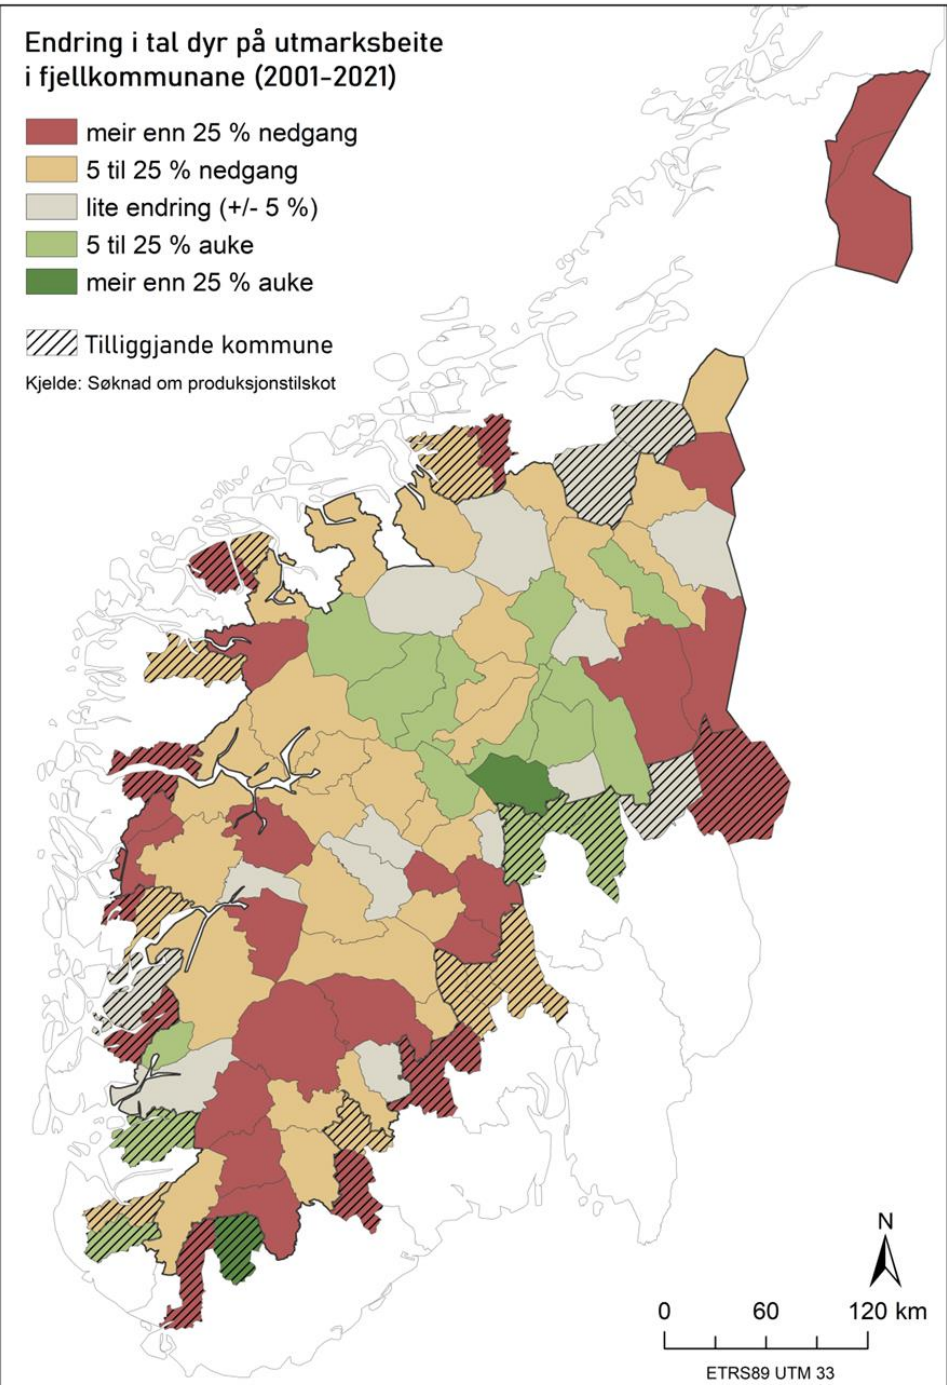 Endring i tal dyr på utmarksbeite
i fjellkommunane (2001-2021)
meir enn 25 % nedgang
5 til 25 % nedgang
lite endring (+/- 5 %)
5 til 25 % auke
meir enn 25 % auke
Tilliggjande kommune
Kjelde: Søknad om produksjonstilskot
N
0 60 120 km
ETRS89 UTM 33